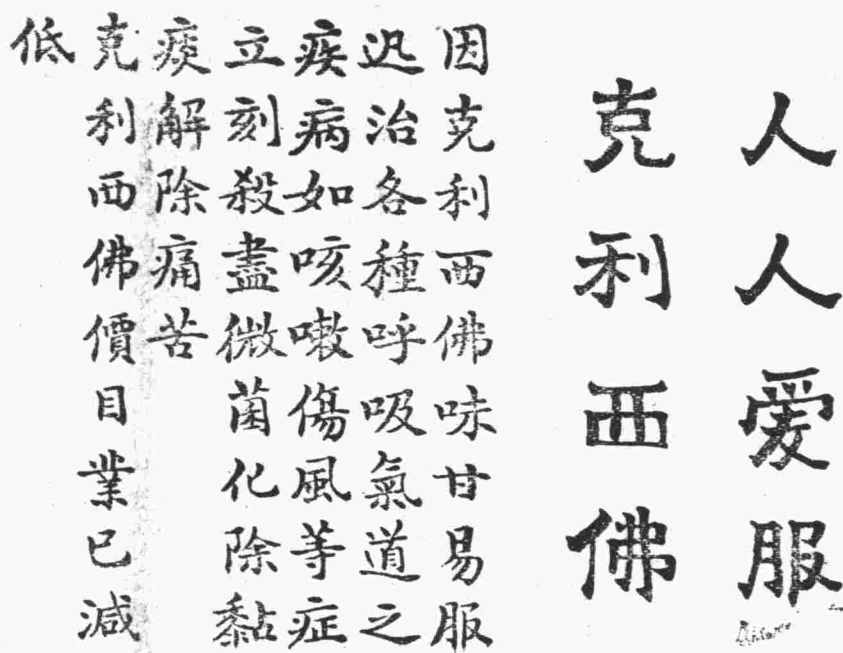 人人爱服
克利西佛
因克利西佛味甘易服
迅治各種呼吸氣道之
疾病如咳嗽傷風等症
立刻殺盡微菌化除黏
痰解除痛苦
克利西佛價目業已減
低